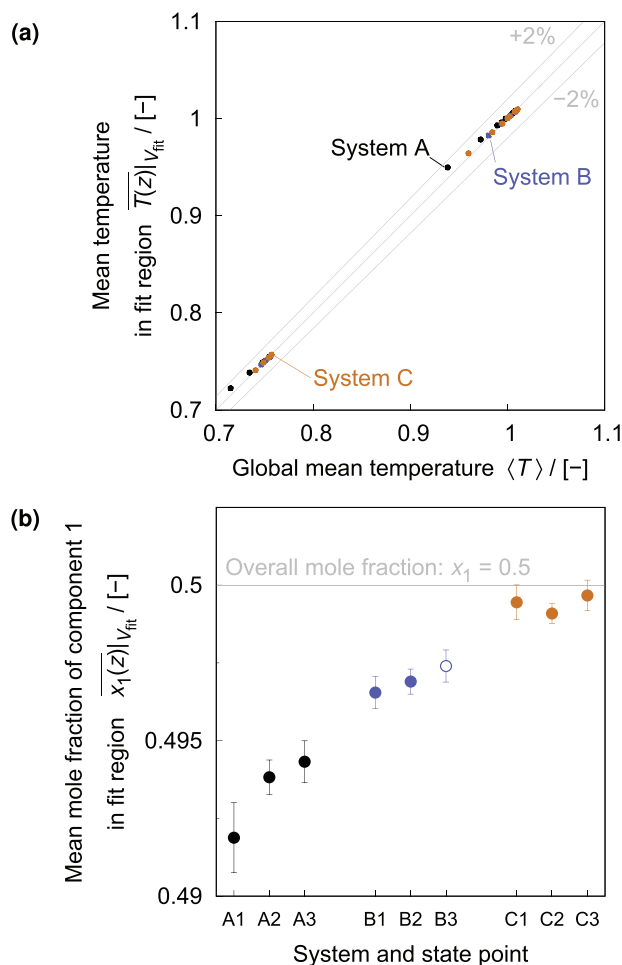 (a)
Mean temperature
in fit region T(z)|Vfit / [−]
1.1
1
0.9
0.8
0.7
+2%
−2%
System A
System B
System C
0.7 0.8 0.9 1 1.1
Global mean temperature ⟨T⟩ / [−]
(b)
Mean mole fraction of component 1
in fit region x1(z)|Vfit / [−]
Overall mole fraction: x1 = 0.5
0.5
0.495
0.49
A1 A2 A3 B1 B2 B3 C1 C2 C3
System and state point